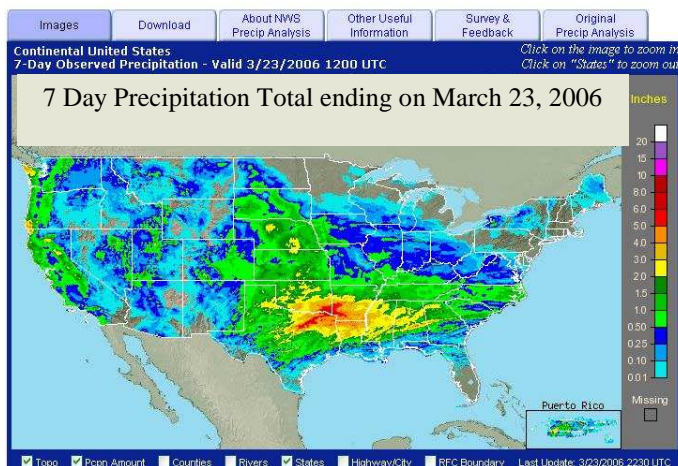 Images
Download
About NWS
Precip Analysis
Other Useful
Information
Survey &
Feedback
Original
Precip Analysis
Continental United States
7-Day Observed Precipitation - Valid 3/23/2006 1200 UTC
Click on the image to zoom in
Click on "States" to zoom out
7 Day Precipitation Total ending on March 23, 2006
Inches
20
15
10
8.0
6.0
5.0
4.0
3.0
2.0
1.5
1.0
0.50
0.25
0.10
0.01
Missing
Puerto Rico
Topo Pcpn Amount Counties Rivers States Highway/City RFC Boundary Last Update: 3/23/2006 2230 UTC